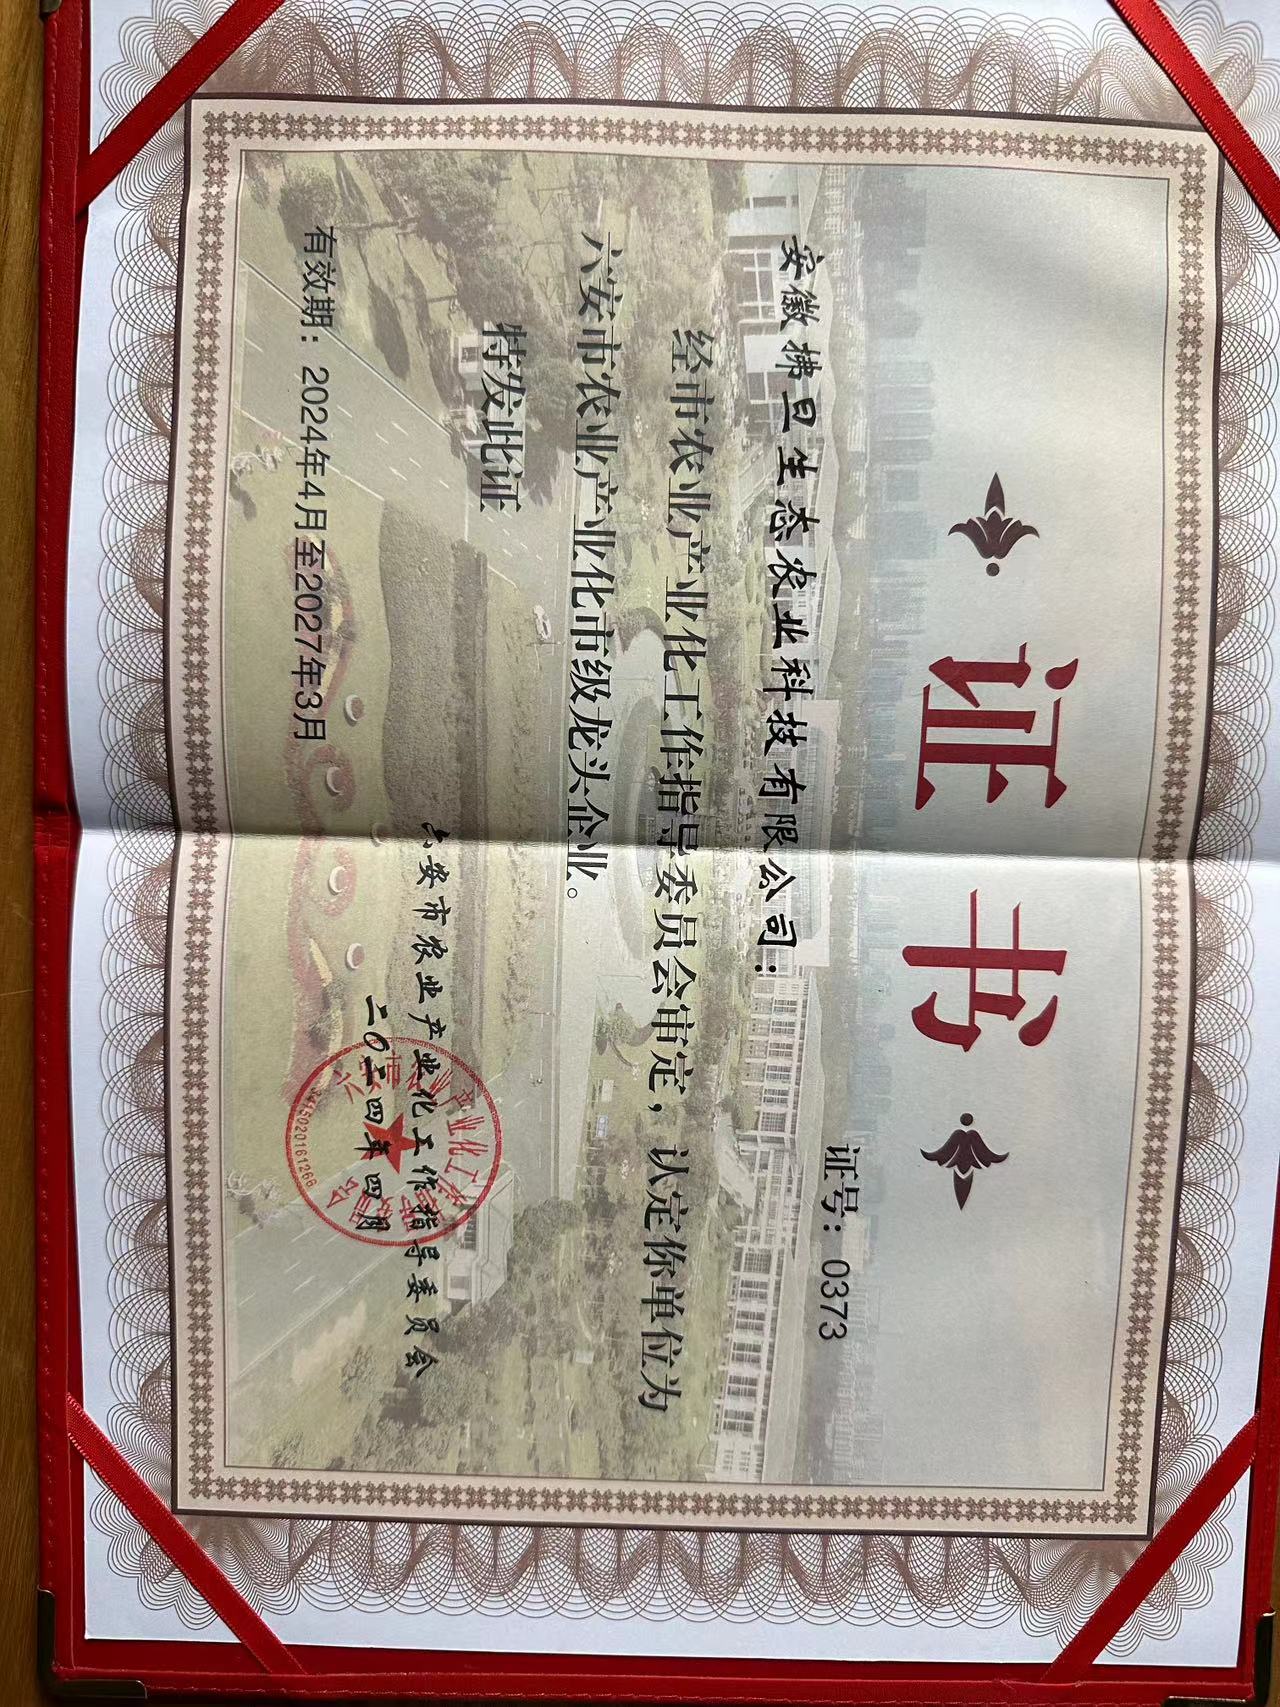 证书
证号：0373
安徽拂旦生态农业科技有限公司：
经市农业产业化工作指导委员会审定，认定你单位为
六安市农业产业化市级龙头企业。
特发此证
六安市农业产业化工作指导委员会
二〇二四年四月
有效期：2024年4月至2027年3月
3415020161266